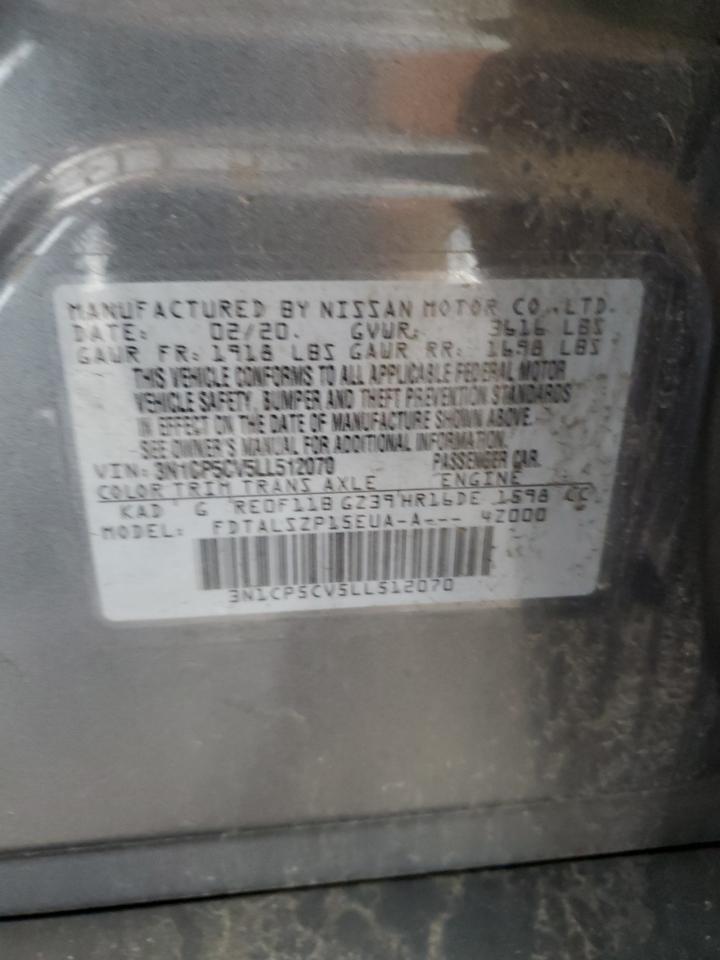 MANUFACTURED BY NISSAN MOTOR CO.,LTD.
DATE: 02/20. GVWR: 3616 LBS
GAWR FR: 1918 LBS GAWR RR: 1698 LBS
THIS VEHICLE CONFORMS TO ALL APPLICABLE FEDERAL MOTOR
VEHICLE SAFETY, BUMPER AND THEFT PREVENTION STANDARDS
IN EFFECT ON THE DATE OF MANUFACTURE SHOWN ABOVE.
SEE OWNER'S MANUAL FOR ADDITIONAL INFORMATION.
VIN: 3N1CP5CV5LL512070 PASSENGER CAR.
COLOR TRIM TRANS AXLE ENGINE
KAD G RE0F11B GZ39 HR16DE 1598 CC
MODEL: FDTALSZP15EUA-A--- 4Z000
3N1CP5CV5LL512070